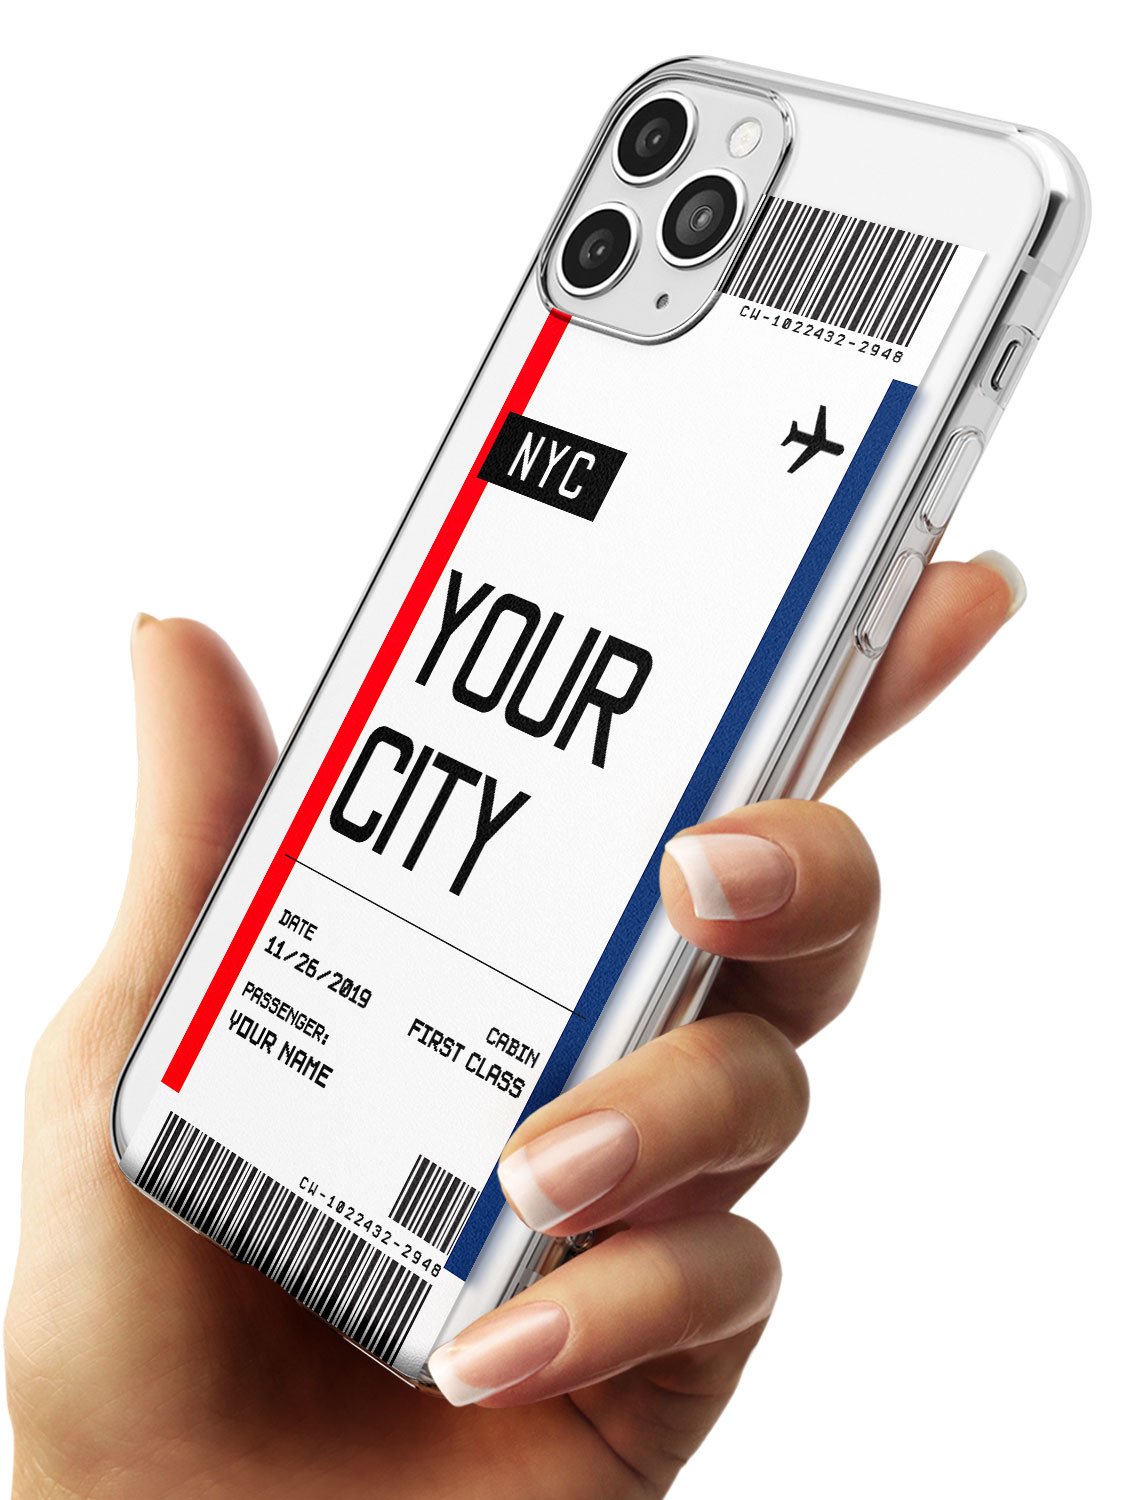 CW-1022432-2948
NYC
YOUR
CITY
DATE
11/26/2019
PASSENGER:
YOUR NAME
CABIN
FIRST CLASS
CW-1022432-2948